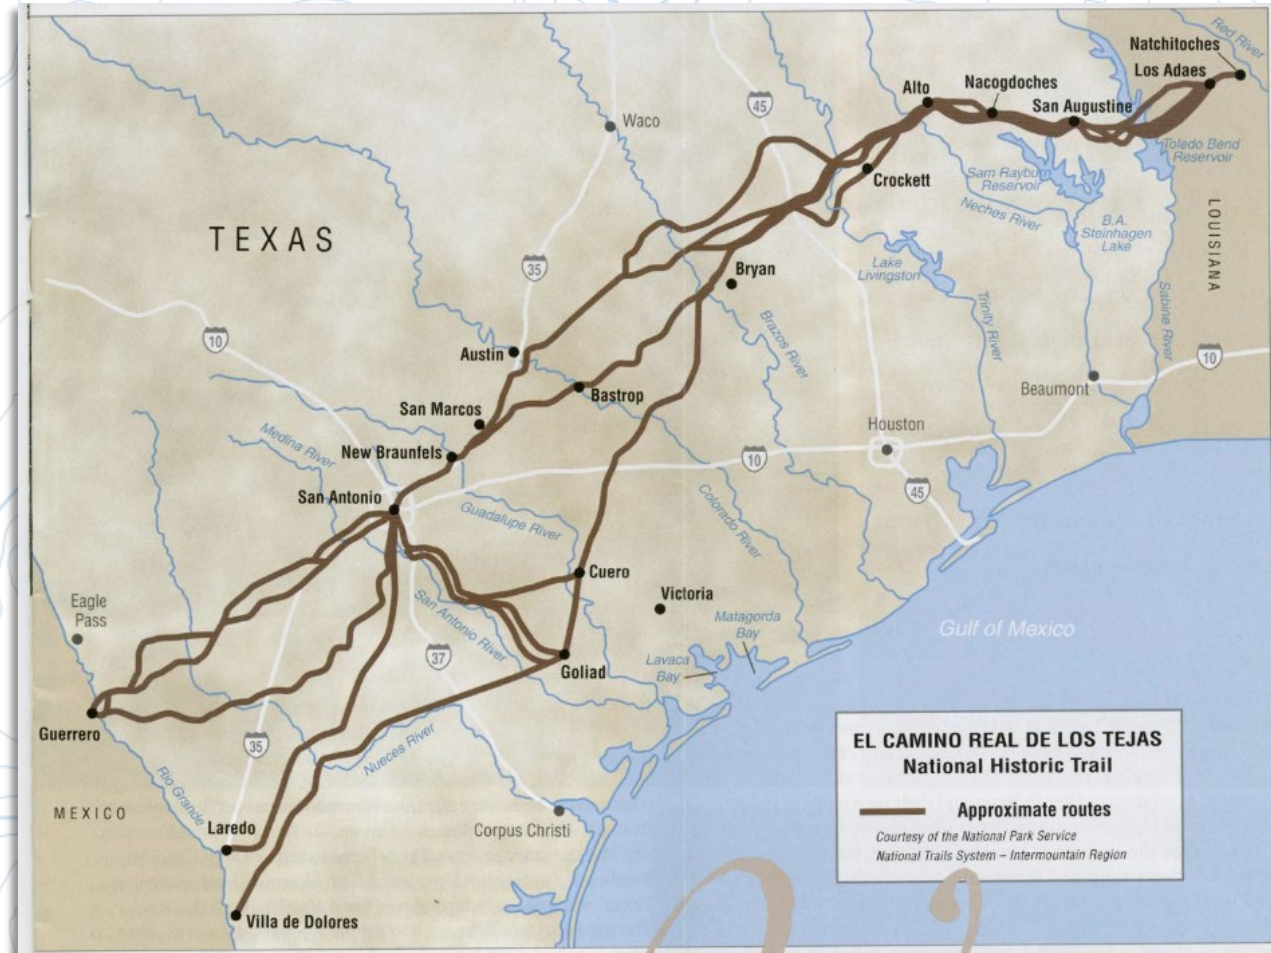 Red River
Natchitoches
Los Adaes
Alto
Nacogdoches
San Augustine
45
Waco
Toledo Bend
Reservoir
Crockett
Sam Rayburn
Reservoir
Neches River
B.A.
Steinhagen
Lake
LOUISIANA
TEXAS
35
Bryan
Lake
Livingston
Trinity River
Sabine River
10
Brazos River
10
Austin
Bastrop
Beaumont
San Marcos
Houston
Medina River
New Braunfels
10
45
San Antonio
Guadalupe River
Colorado River
Cuero
Victoria
Eagle
Pass
San Antonio River
Matagorda
Bay
Gulf of Mexico
37
Lavaca
Bay
Goliad
Guerrero
35
Nueces River
Rio Grande
MEXICO
Laredo
Corpus Christi
Villa de Dolores
EL CAMINO REAL DE LOS TEJAS
National Historic Trail
Approximate routes
Courtesy of the National Park Service
National Trails System – Intermountain Region